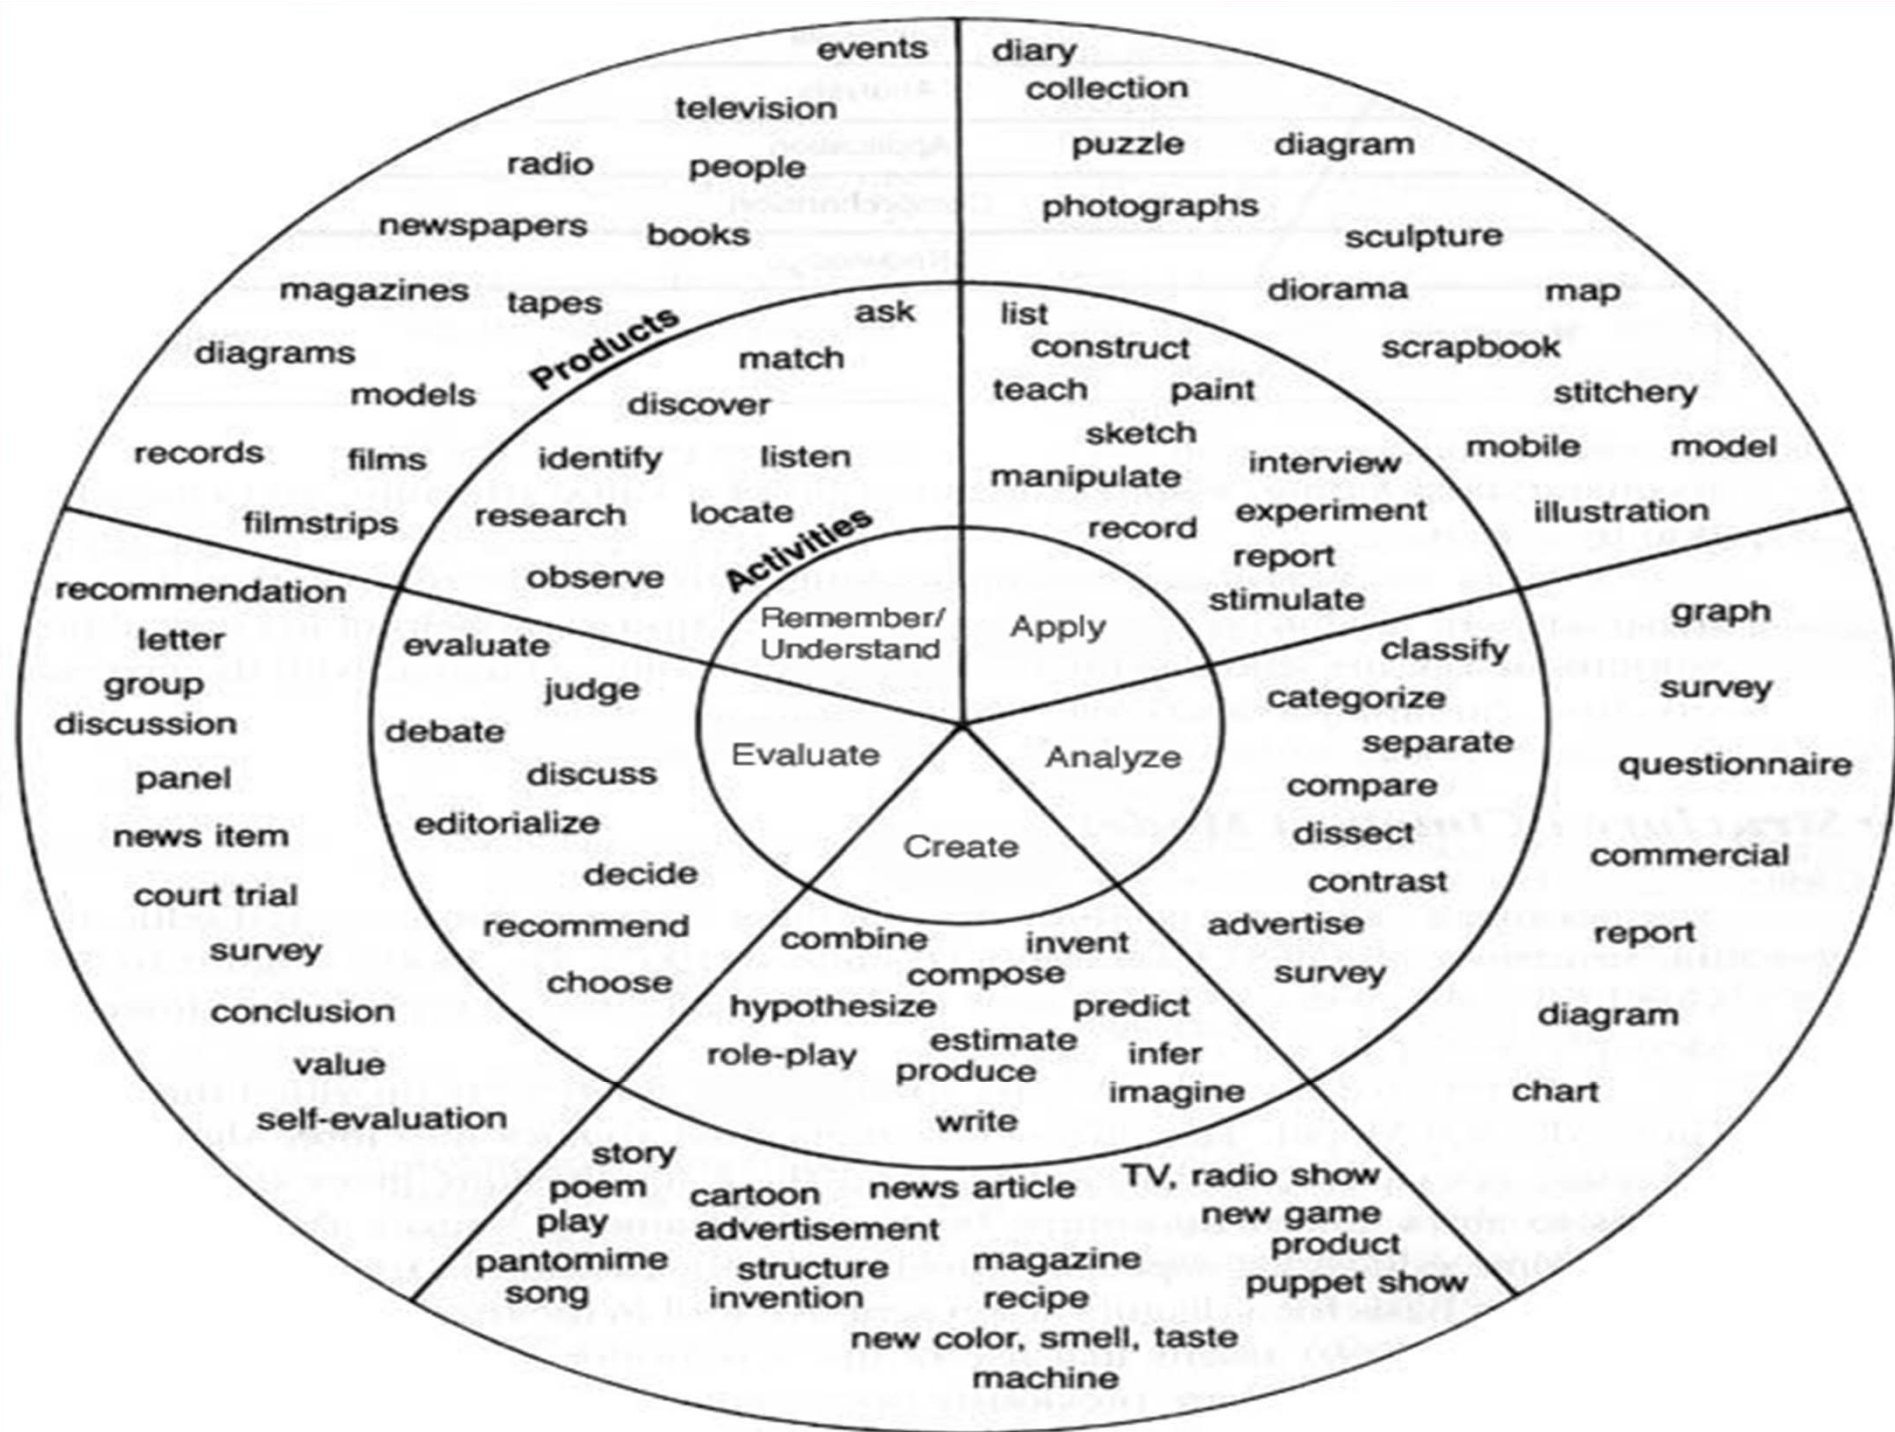 events
television
radio people
newspapers books
magazines tapes
diagrams
models
records films
filmstrips
Products
ask
match
discover
identify listen
research locate
observe
Activities
Remember/
Understand
diary
collection
puzzle diagram
photographs
sculpture
diorama map
scrapbook
stitchery
mobile model
illustration
list
construct
teach paint
sketch
manipulate interview
record experiment
report
stimulate
Apply
graph
survey
questionnaire
commercial
report
diagram
chart
classify
categorize
separate
compare
dissect
contrast
advertise
survey
Analyze
Create
combine invent
compose
hypothesize predict
estimate
role-play infer
produce
imagine
write
story
poem cartoon news article TV, radio show
play advertisement new game
pantomime structure magazine product
song invention recipe puppet show
new color, smell, taste
machine
Evaluate
evaluate
judge
debate
discuss
editorialize
decide
recommend
choose
recommendation
letter
group
discussion
panel
news item
court trial
survey
conclusion
value
self-evaluation